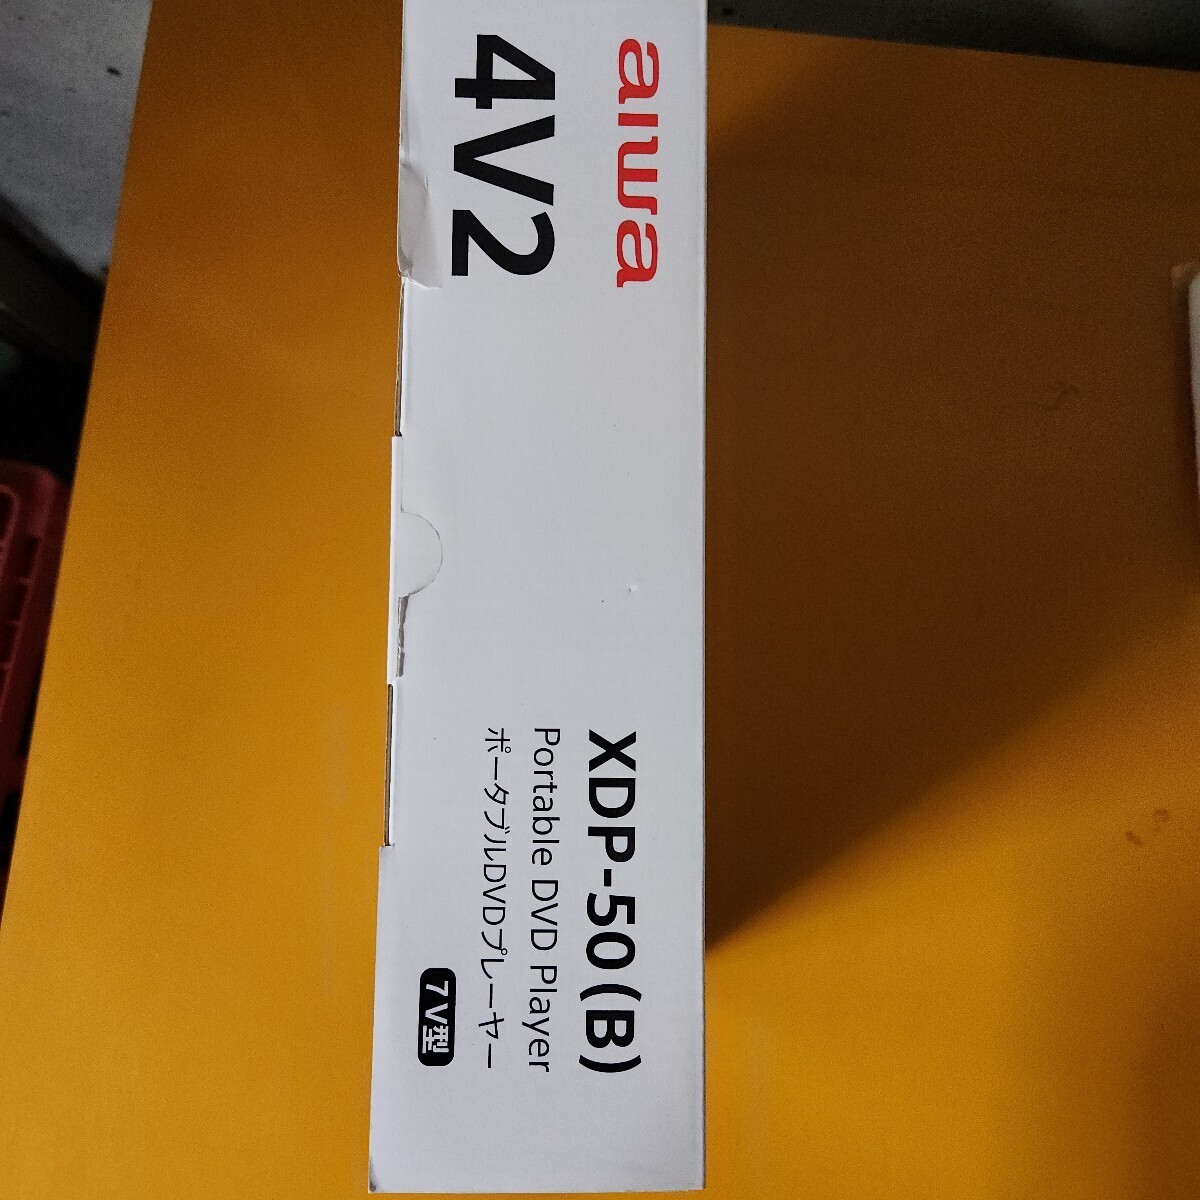 aiwa
4V2
XDP-50(B)
Portable DVD Player
ポータブルDVDプレーヤー
7V型